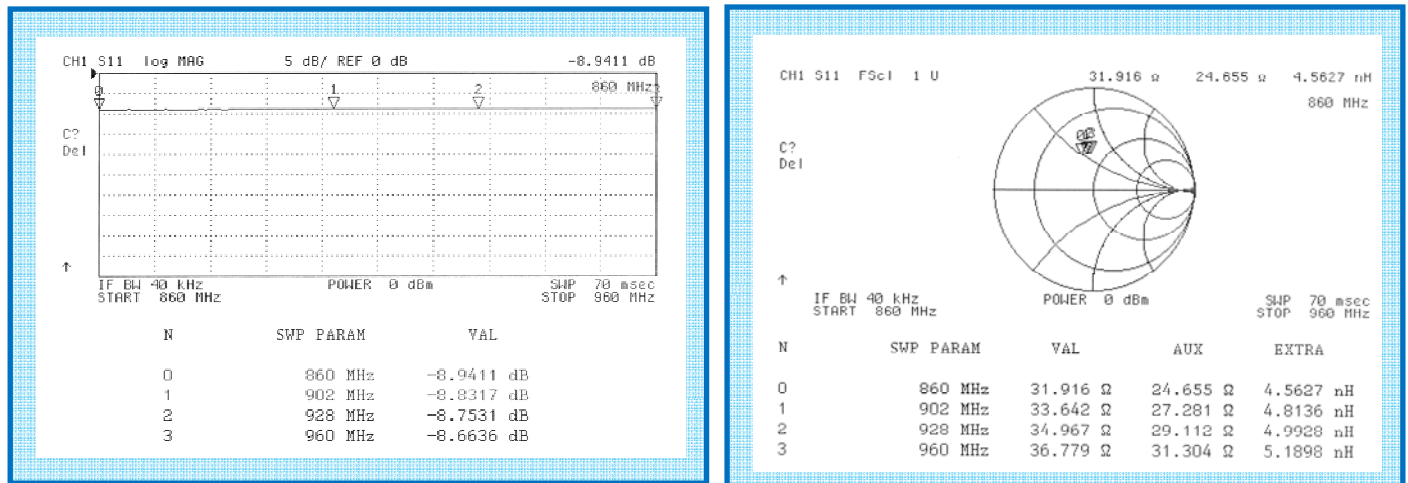 CH1 S11 log MAG 5 dB/ REF 0 dB -8.9411 dB
860 MHz
0 1 2 3
C?
Del
↑
IF BW 40 kHz POWER 0 dBm SWP 70 msec
START 860 MHz STOP 960 MHz
N SWP PARAM VAL
0 860 MHz -8.9411 dB
1 902 MHz -8.8317 dB
2 928 MHz -8.7531 dB
3 960 MHz -8.6636 dB
CH1 S11 FScl 1 U 31.916 Ω 24.655 Ω 4.5627 nH
860 MHz
C?
Del
↑
IF BW 40 kHz POWER 0 dBm SWP 70 msec
START 860 MHz STOP 960 MHz
N SWP PARAM VAL AUX EXTRA
0 860 MHz 31.916 Ω 24.655 Ω 4.5627 nH
1 902 MHz 33.642 Ω 27.281 Ω 4.8136 nH
2 928 MHz 34.967 Ω 29.112 Ω 4.9928 nH
3 960 MHz 36.779 Ω 31.304 Ω 5.1898 nH